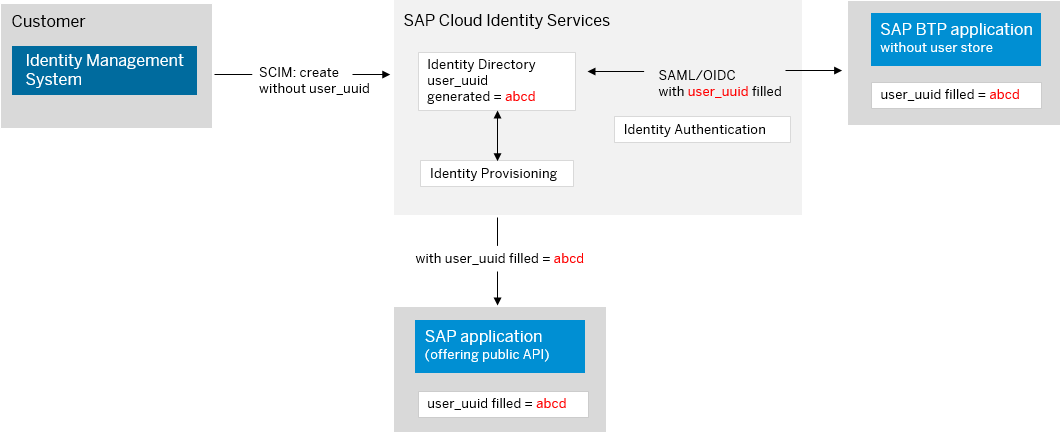 Customer
Identity Management
System
SCIM: create
without user_uuid
SAP Cloud Identity Services
Identity Directory
user_uuid
generated = abcd
SAML/OIDC
with user_uuid filled
Identity Authentication
Identity Provisioning
SAP BTP application
without user store
user_uuid filled = abcd
with user_uuid filled = abcd
SAP application
(offering public API)
user_uuid filled = abcd